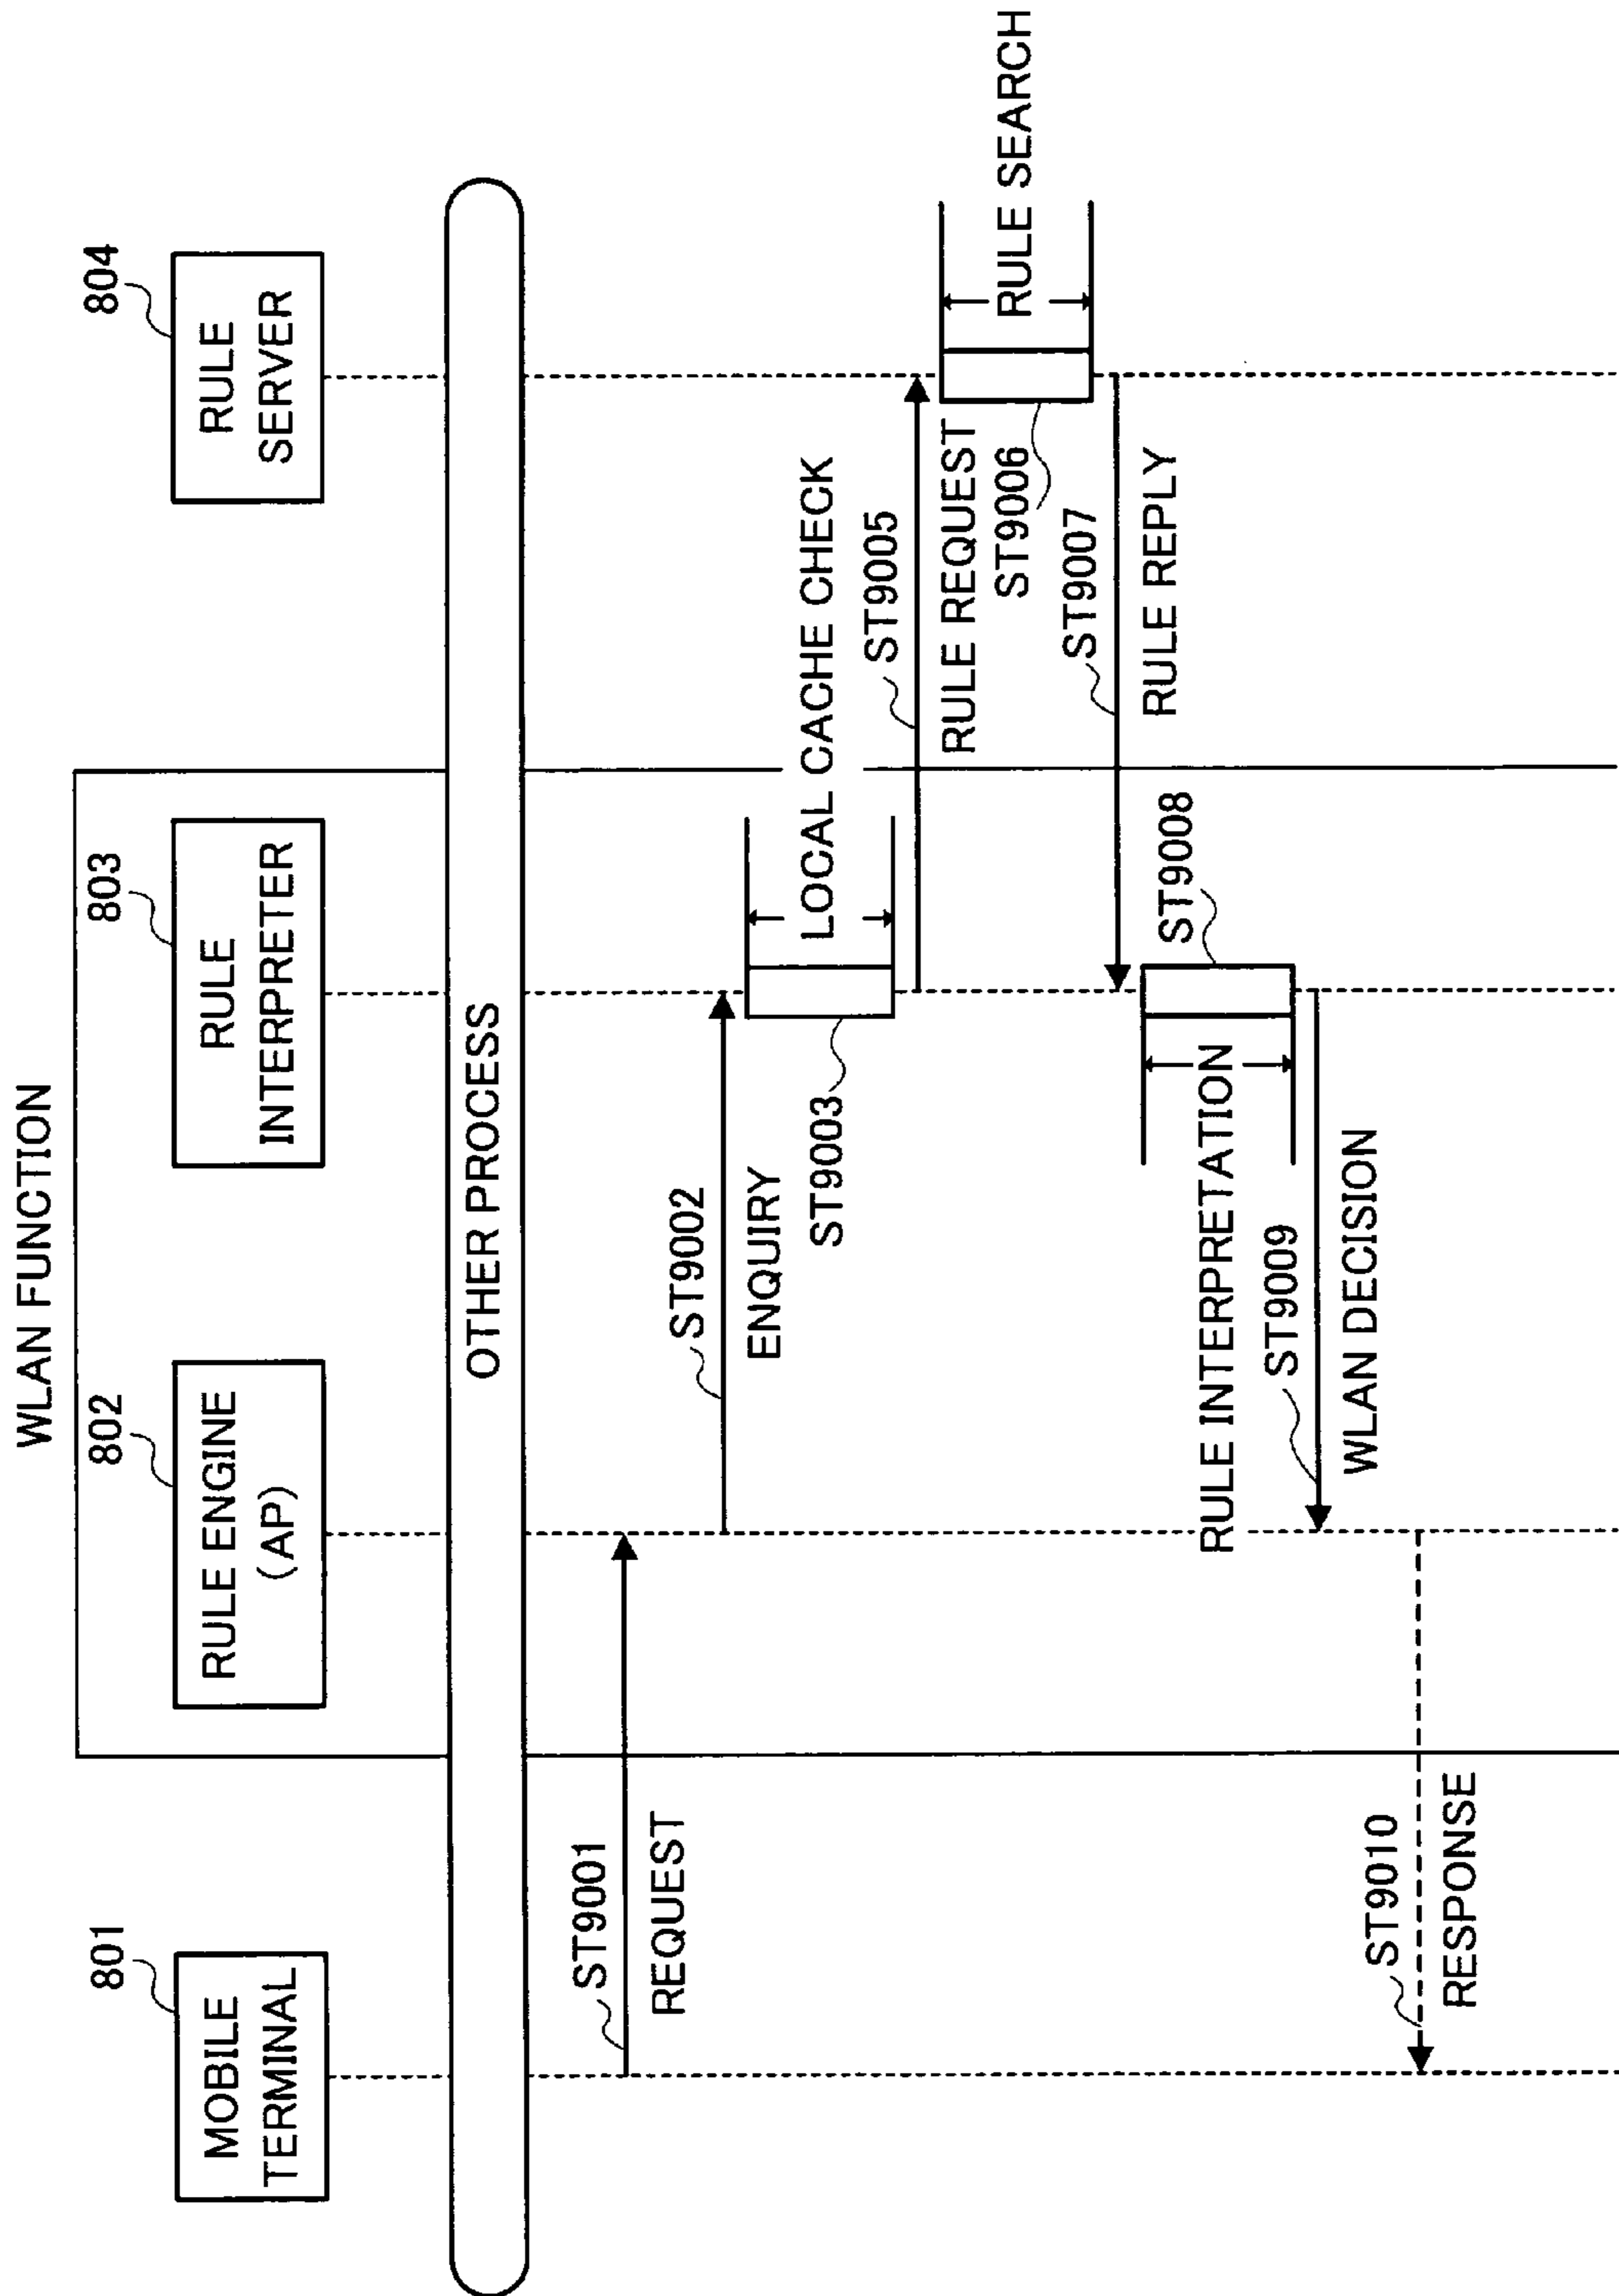 WLAN FUNCTION
801
802
803
804
MOBILE
TERMINAL
RULE ENGINE
(AP)
RULE
INTERPRETER
RULE
SERVER
OTHER PROCESS
ST9001
REQUEST
ST9002
ENQUIRY
ST9003
LOCAL CACHE CHECK
ST9005
RULE REQUEST
ST9006
RULE SEARCH
ST9007
RULE REPLY
ST9008
RULE INTERPRETATION
ST9009
WLAN DECISION
ST9010
RESPONSE